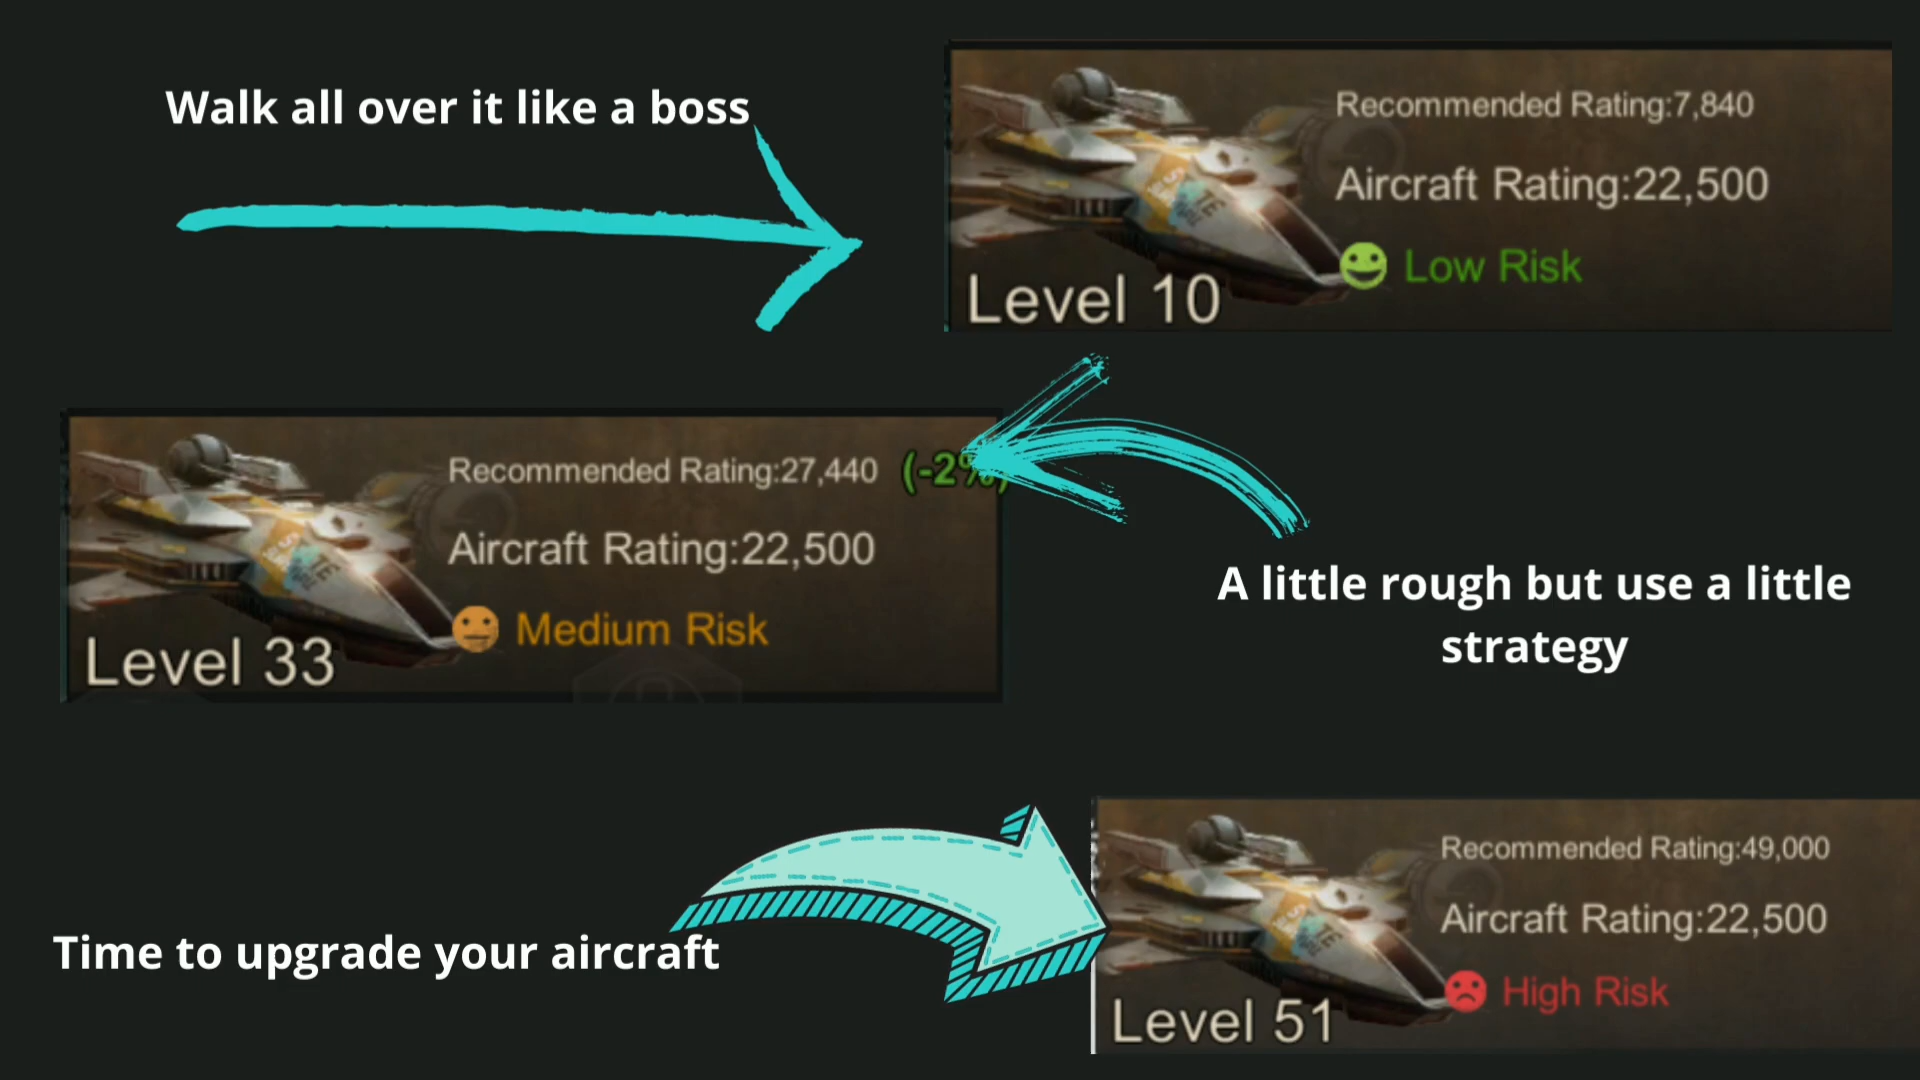 Walk all over it like a boss
Recommended Rating:7,840
Aircraft Rating:22,500
Low Risk
Level 10
Recommended Rating:27,440 (-2%)
Aircraft Rating:22,500
Medium Risk
Level 33
A little rough but use a little
strategy
Recommended Rating:49,000
Aircraft Rating:22,500
High Risk
Level 51
Time to upgrade your aircraft